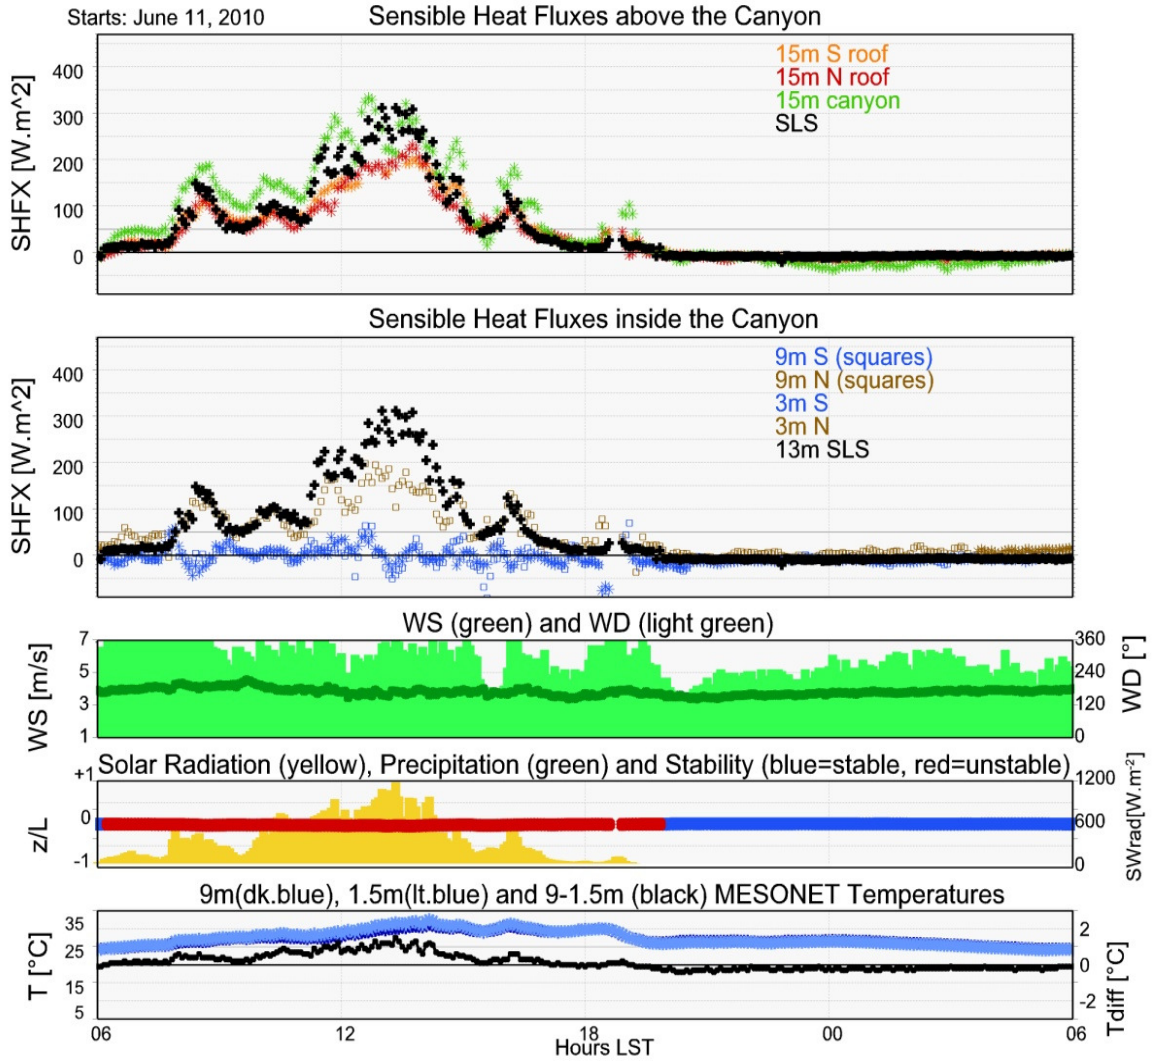 Starts: June 11, 2010
Sensible Heat Fluxes above the Canyon
SHFX [W.m^2]
400
300
200
100
0
15m S roof
15m N roof
15m canyon
SLS
Sensible Heat Fluxes inside the Canyon
SHFX [W.m^2]
400
300
200
100
0
9m S (squares)
9m N (squares)
3m S
3m N
13m SLS
WS (green) and WD (light green)
WS [m/s]
7
5
3
1
360
240
120
0
WD [°]
Solar Radiation (yellow), Precipitation (green) and Stability (blue=stable, red=unstable)
z/L
+1
0
-1
1200
600
0
SWrad[W.m-²]
9m(dk.blue), 1.5m(lt.blue) and 9-1.5m (black) MESONET Temperatures
T [°C]
35
25
15
5
2
0
-2
Tdiff [°C]
06 12 18 00 06
Hours LST